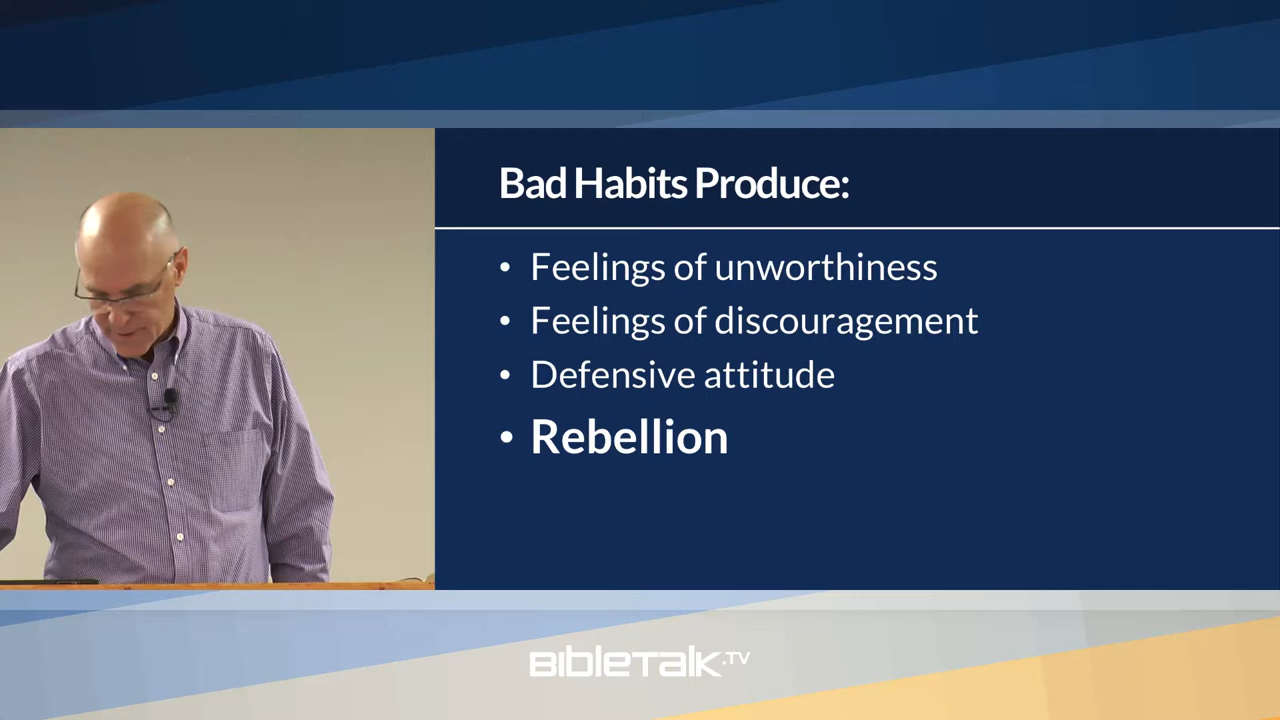 Bad Habits Produce:
• Feelings of unworthiness
• Feelings of discouragement
• Defensive attitude
• Rebellion
BIBLETALK.TV